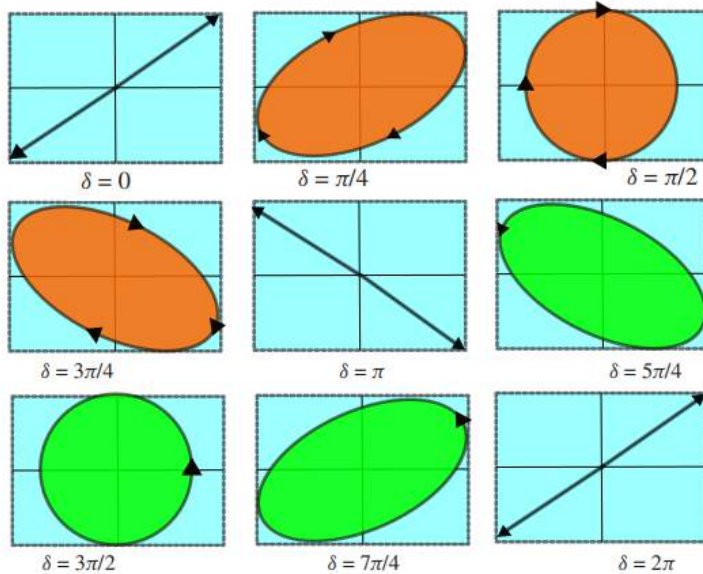 δ = 0
δ = π/4
δ = π/2
δ = 3π/4
δ = π
δ = 5π/4
δ = 3π/2
δ = 7π/4
δ = 2π